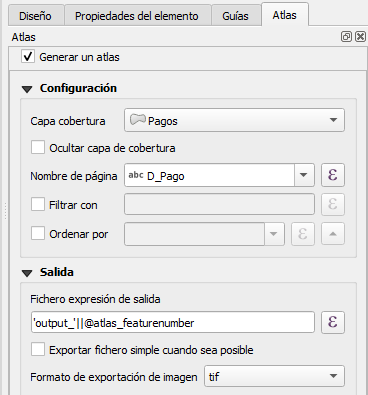 Diseño Propiedades del elemento Guías Atlas
Atlas
Generar un atlas
Configuración
Capa cobertura Pagos
Ocultar capa de cobertura
Nombre de página abc D_Pago ε
Filtrar con ε
Ordenar por ε
Salida
Fichero expresión de salida
'output_'||@atlas_featurenumber ε
Exportar fichero simple cuando sea posible
Formato de exportación de imagen tif